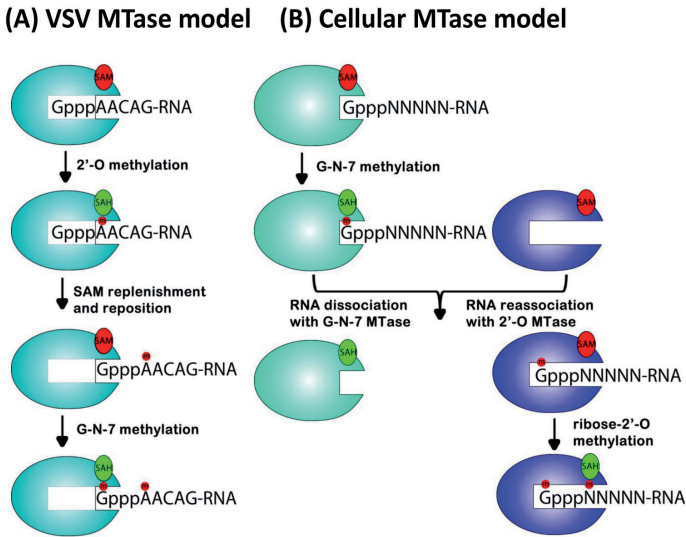 (A) VSV MTase model
(B) Cellular MTase model
SAM
GpppAACAG-RNA
2'-O methylation
SAH
m
GpppAACAG-RNA
SAM replenishment
and reposition
SAM
m
GpppAACAG-RNA
G-N-7 methylation
SAH
m
m
GpppAACAG-RNA
SAM
GpppNNNNN-RNA
G-N-7 methylation
SAH
m
GpppNNNNN-RNA
SAM
RNA dissociation
with G-N-7 MTase
RNA reassociation
with 2'-O MTase
SAH
SAM
m
GpppNNNNN-RNA
ribose-2'-O
methylation
SAH
m
m
GpppNNNNN-RNA